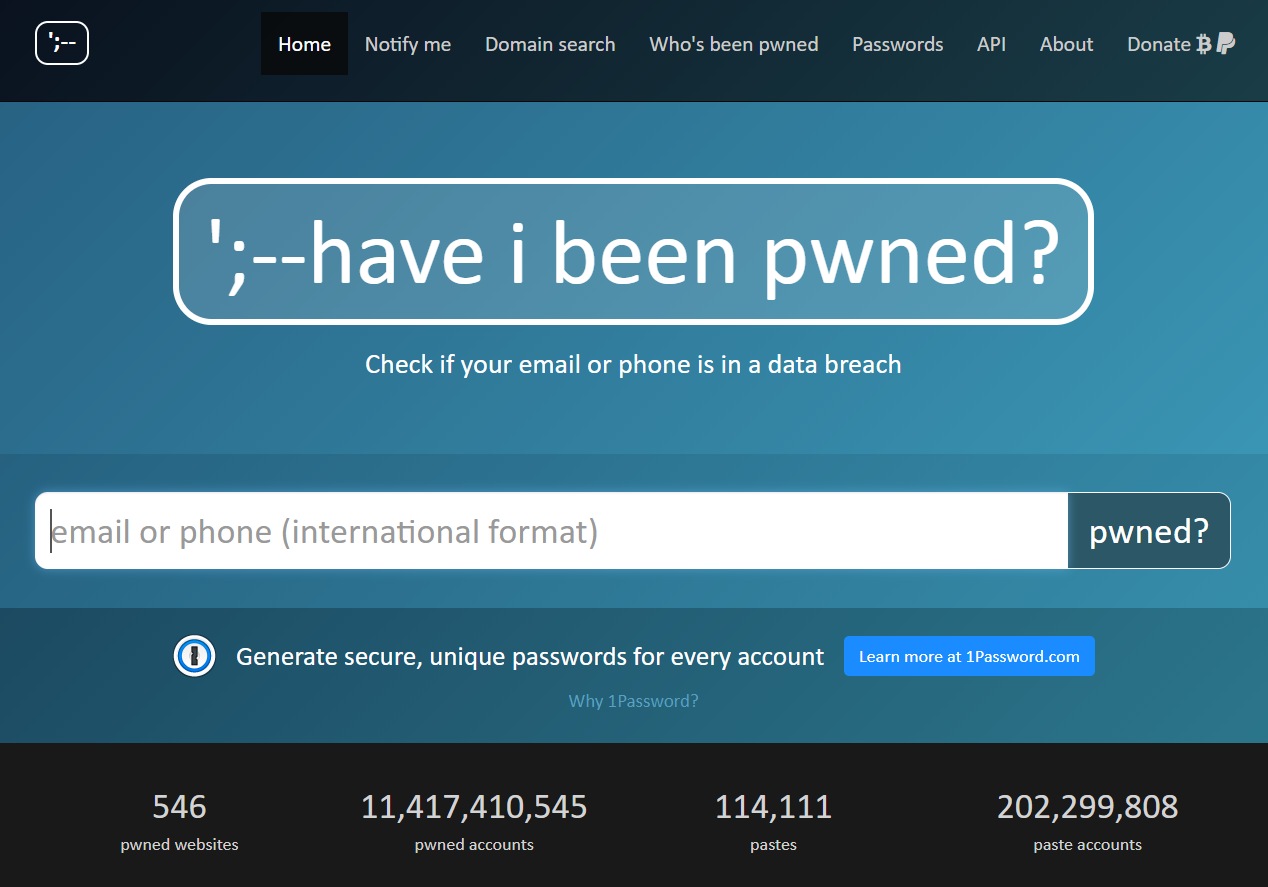 ';--
Home Notify me Domain search Who's been pwned Passwords API About Donate
';--have i been pwned?
Check if your email or phone is in a data breach
email or phone (international format) pwned?
Generate secure, unique passwords for every account Learn more at 1Password.com
Why 1Password?
546 11,417,410,545 114,111 202,299,808
pwned websites pwned accounts pastes paste accounts